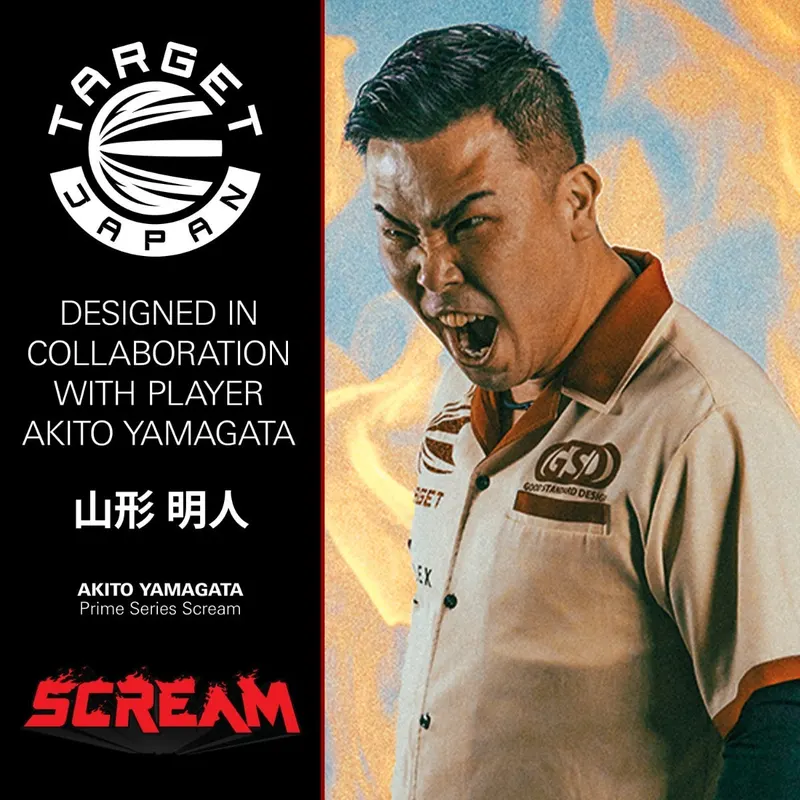 TARGET
JAPAN
DESIGNED IN
COLLABORATION
WITH PLAYER
AKITO YAMAGATA
山形 明人
AKITO YAMAGATA
Prime Series Scream
SCREAM
GSD
GOOD STANDARD DESIGN